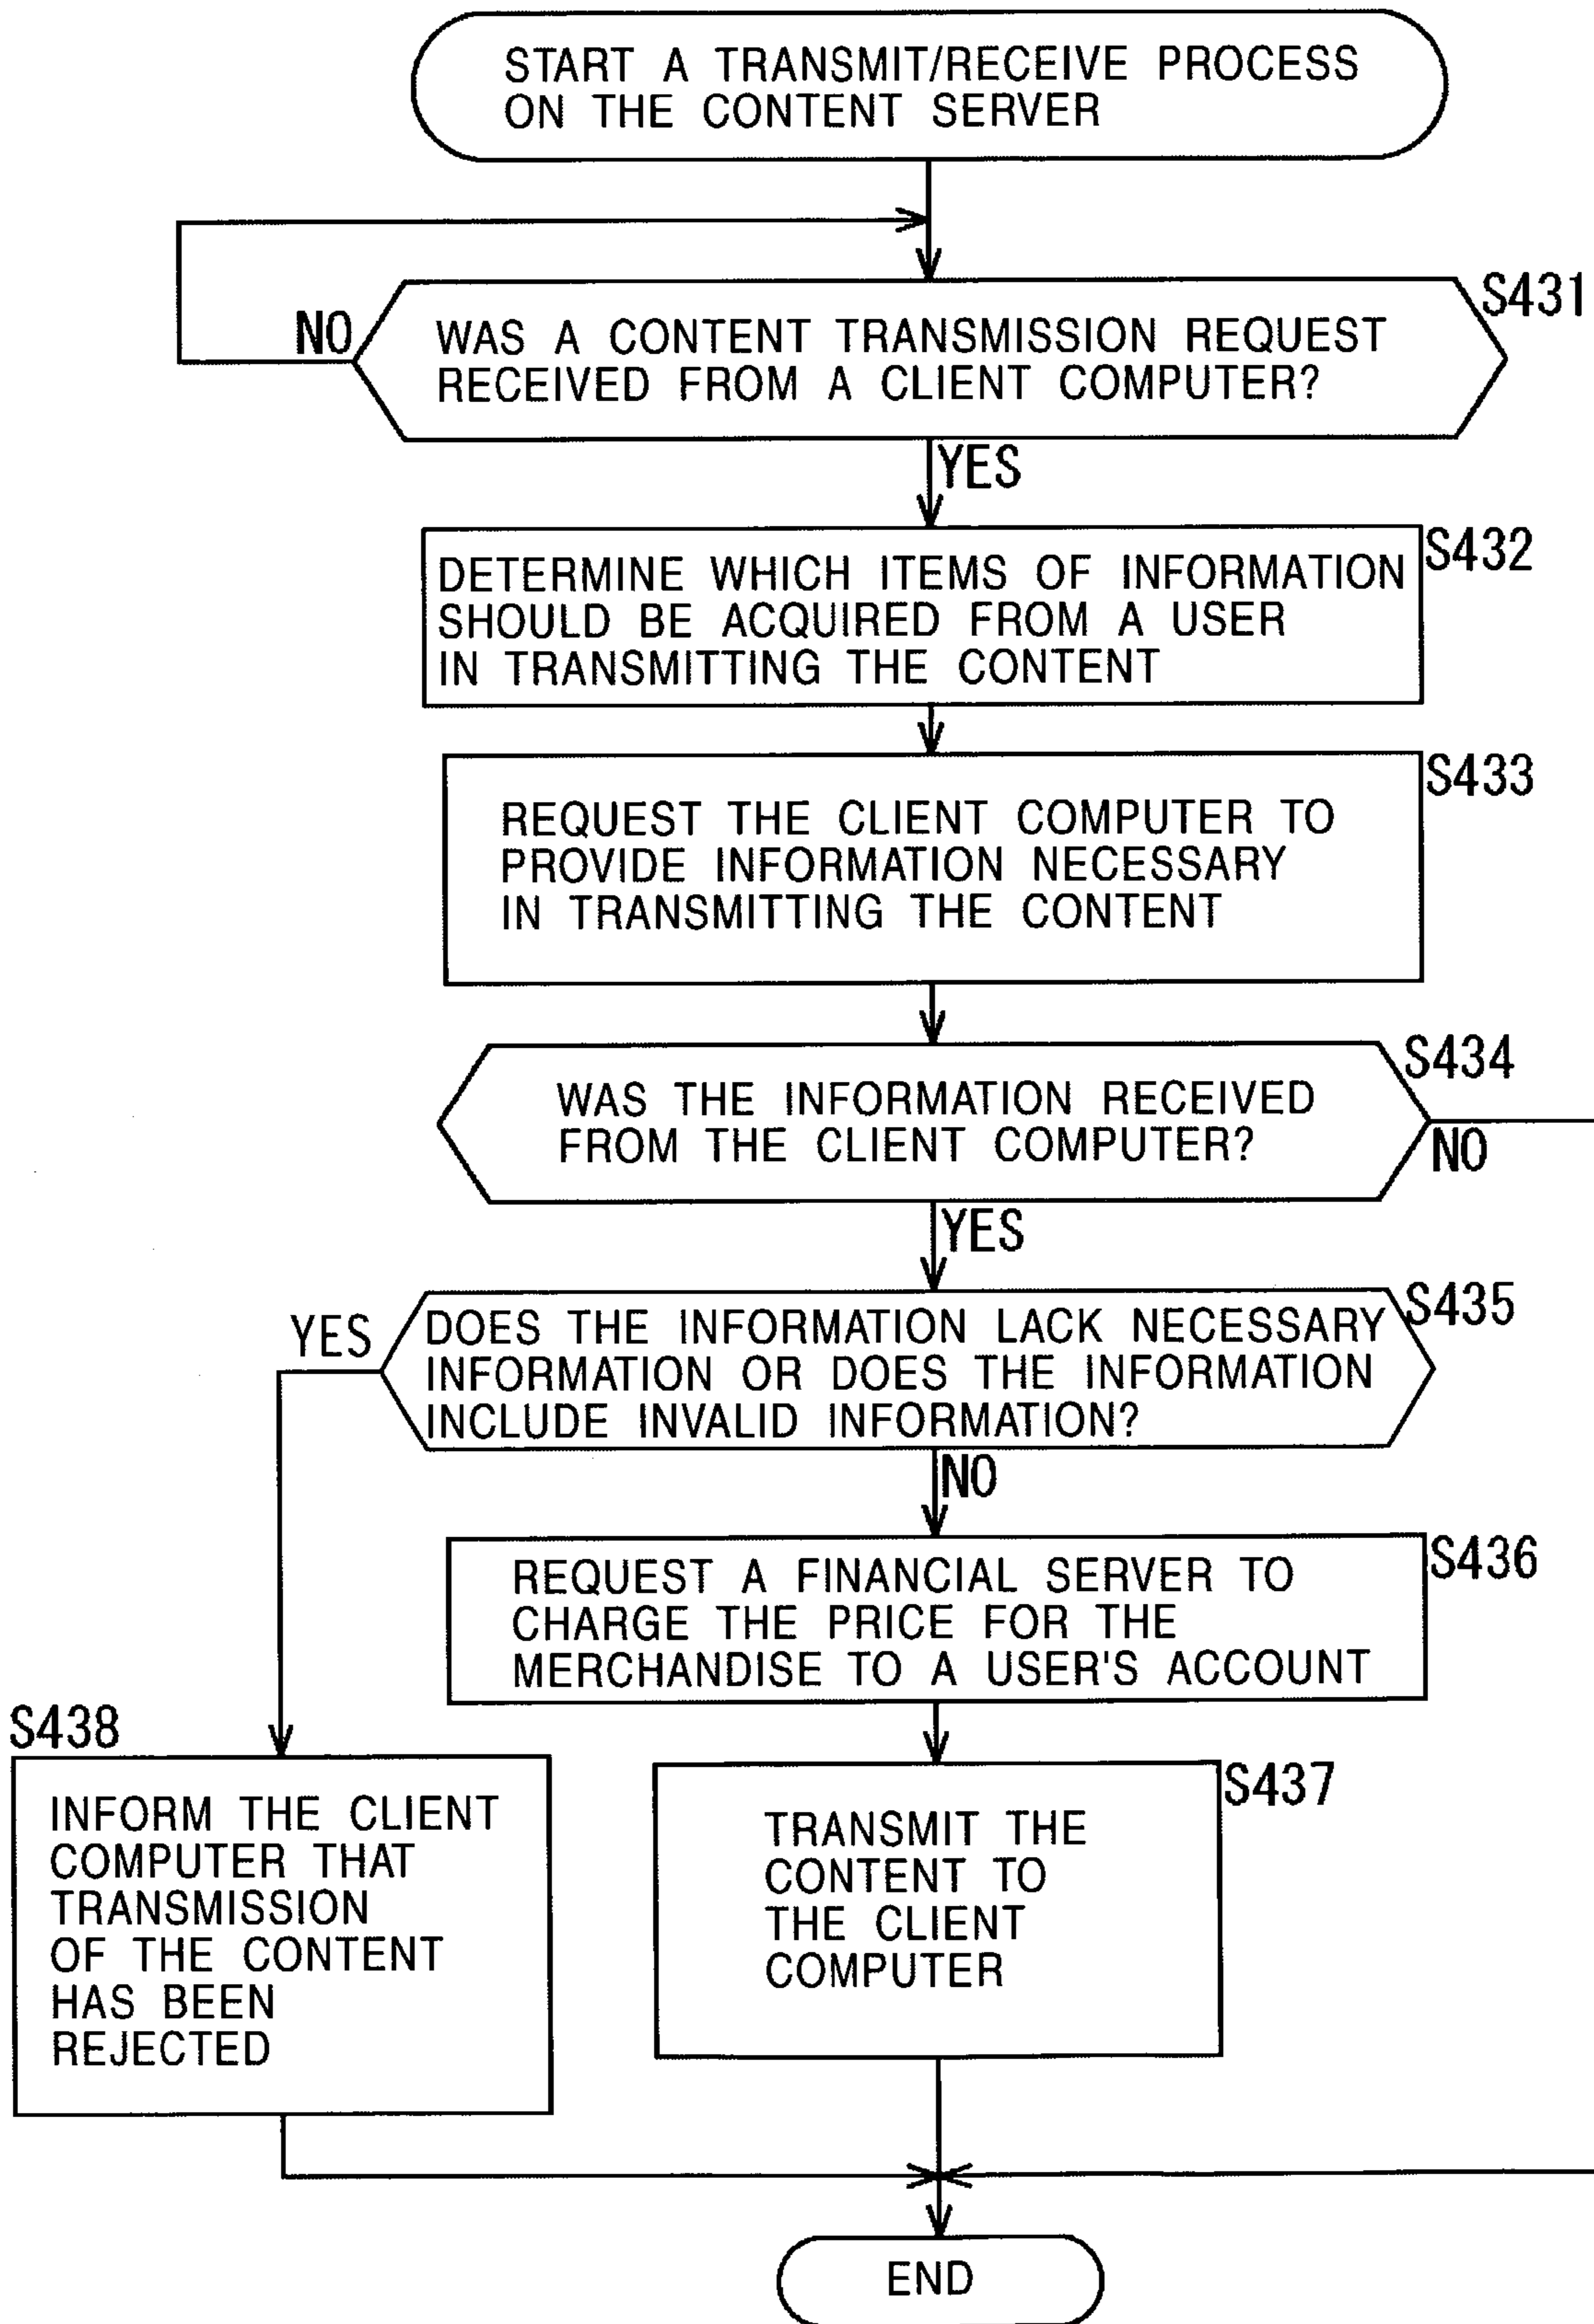 START A TRANSMIT/RECEIVE PROCESS
ON THE CONTENT SERVER
S431
NO
WAS A CONTENT TRANSMISSION REQUEST
RECEIVED FROM A CLIENT COMPUTER?
YES
S432
DETERMINE WHICH ITEMS OF INFORMATION
SHOULD BE ACQUIRED FROM A USER
IN TRANSMITTING THE CONTENT
S433
REQUEST THE CLIENT COMPUTER TO
PROVIDE INFORMATION NECESSARY
IN TRANSMITTING THE CONTENT
S434
WAS THE INFORMATION RECEIVED
FROM THE CLIENT COMPUTER?
NO
YES
S435
YES
DOES THE INFORMATION LACK NECESSARY
INFORMATION OR DOES THE INFORMATION
INCLUDE INVALID INFORMATION?
NO
S436
REQUEST A FINANCIAL SERVER TO
CHARGE THE PRICE FOR THE
MERCHANDISE TO A USER'S ACCOUNT
S438
INFORM THE CLIENT
COMPUTER THAT
TRANSMISSION
OF THE CONTENT
HAS BEEN
REJECTED
S437
TRANSMIT THE
CONTENT TO
THE CLIENT
COMPUTER
END